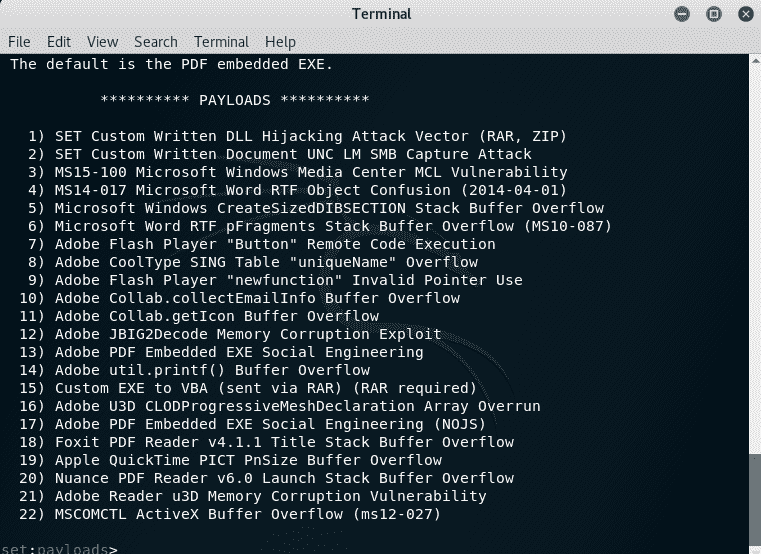 Terminal
File Edit View Search Terminal Help
The default is the PDF embedded EXE.
********** PAYLOADS **********
1) SET Custom Written DLL Hijacking Attack Vector (RAR, ZIP)
2) SET Custom Written Document UNC LM SMB Capture Attack
3) MS15-100 Microsoft Windows Media Center MCL Vulnerability
4) MS14-017 Microsoft Word RTF Object Confusion (2014-04-01)
5) Microsoft Windows CreateSizedDIBSECTION Stack Buffer Overflow
6) Microsoft Word RTF pFragments Stack Buffer Overflow (MS10-087)
7) Adobe Flash Player "Button" Remote Code Execution
8) Adobe CoolType SING Table "uniqueName" Overflow
9) Adobe Flash Player "newfunction" Invalid Pointer Use
10) Adobe Collab.collectEmailInfo Buffer Overflow
11) Adobe Collab.getIcon Buffer Overflow
12) Adobe JBIG2Decode Memory Corruption Exploit
13) Adobe PDF Embedded EXE Social Engineering
14) Adobe util.printf() Buffer Overflow
15) Custom EXE to VBA (sent via RAR) (RAR required)
16) Adobe U3D CLODProgressiveMeshDeclaration Array Overrun
17) Adobe PDF Embedded EXE Social Engineering (NOJS)
18) Foxit PDF Reader v4.1.1 Title Stack Buffer Overflow
19) Apple QuickTime PICT PnSize Buffer Overflow
20) Nuance PDF Reader v6.0 Launch Stack Buffer Overflow
21) Adobe Reader u3D Memory Corruption Vulnerability
22) MSCOMCTL ActiveX Buffer Overflow (ms12-027)
set:payloads>